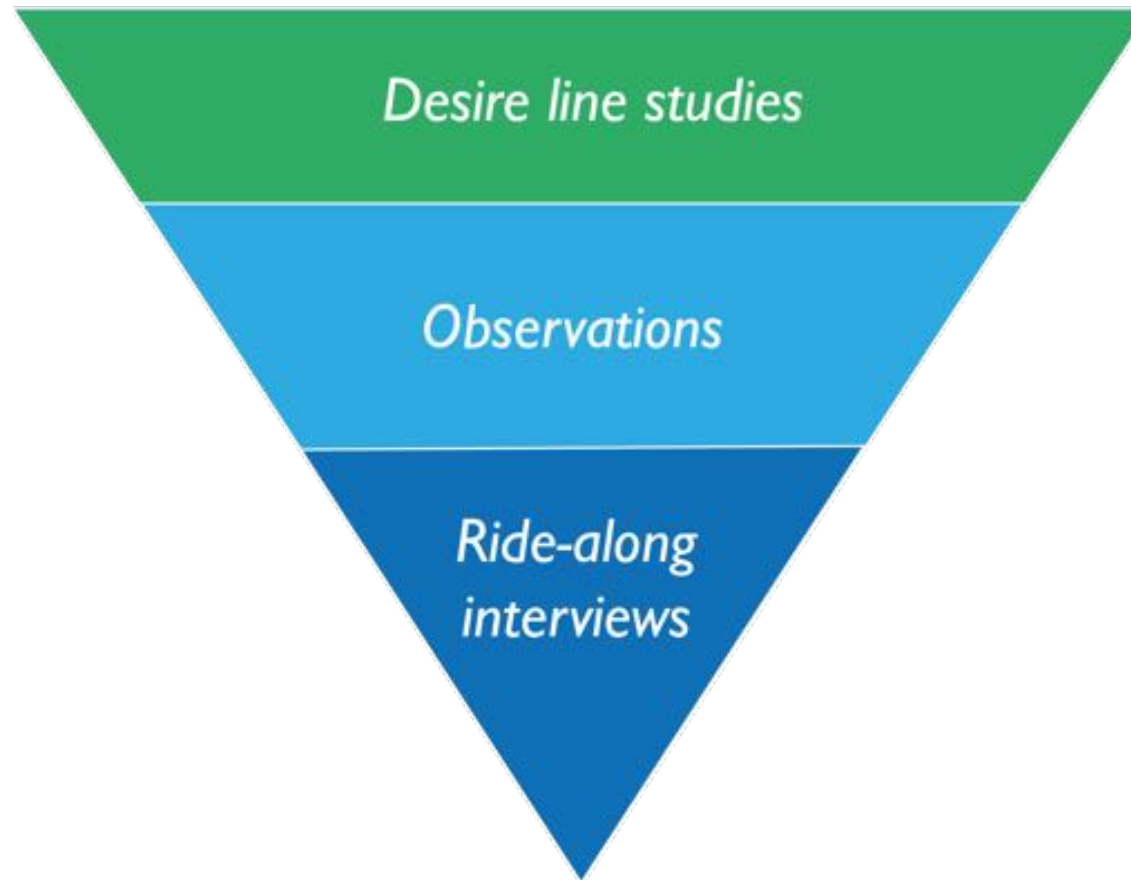 Desire line studies
Observations
Ride-along
interviews